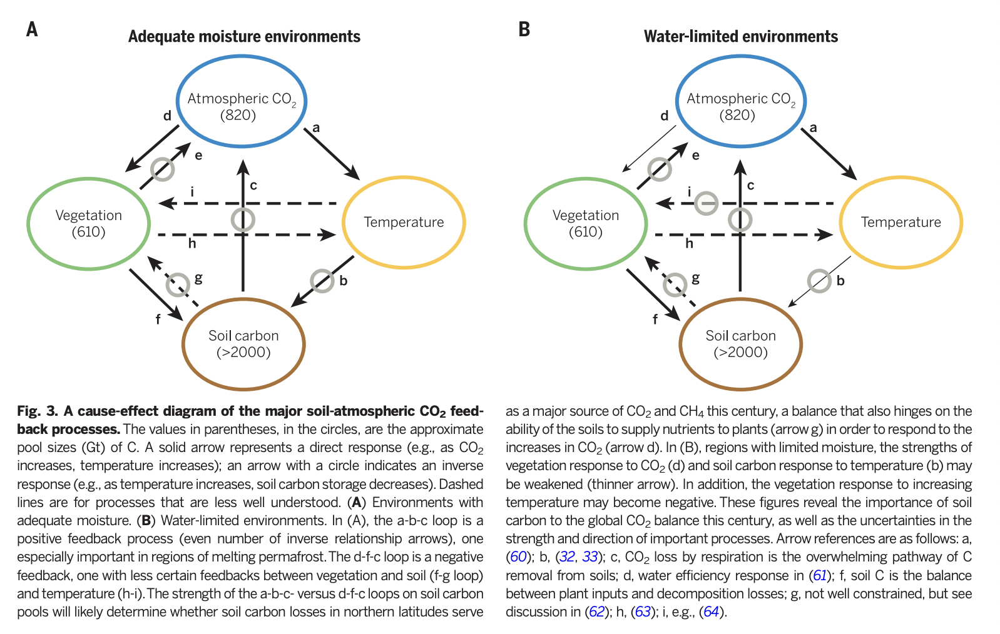 A
Adequate moisture environments
Atmospheric CO₂
(820)
d
a
e
c
i
Vegetation
(610)
Temperature
h
g
b
f
Soil carbon
(>2000)
B
Water-limited environments
Atmospheric CO₂
(820)
d
a
e
c
i
Vegetation
(610)
Temperature
h
g
b
f
Soil carbon
(>2000)
Fig. 3. A cause-effect diagram of the major soil-atmospheric CO₂ feed-
back processes. The values in parentheses, in the circles, are the approximate
pool sizes (Gt) of C. A solid arrow represents a direct response (e.g., as CO₂
increases, temperature increases); an arrow with a circle indicates an inverse
response (e.g., as temperature increases, soil carbon storage decreases). Dashed
lines are for processes that are less well understood. (A) Environments with
adequate moisture. (B) Water-limited environments. In (A), the a-b-c loop is a
positive feedback process (even number of inverse relationship arrows), one
especially important in regions of melting permafrost. The d-f-c loop is a negative
feedback, one with less certain feedbacks between vegetation and soil (f-g loop)
and temperature (h-i). The strength of the a-b-c- versus d-f-c loops on soil carbon
pools will likely determine whether soil carbon losses in northern latitudes serve
as a major source of CO₂ and CH₄ this century, a balance that also hinges on the
ability of the soils to supply nutrients to plants (arrow g) in order to respond to the
increases in CO₂ (arrow d). In (B), regions with limited moisture, the strengths of
vegetation response to CO₂ (d) and soil carbon response to temperature (b) may
be weakened (thinner arrow). In addition, the vegetation response to increasing
temperature may become negative. These figures reveal the importance of soil
carbon to the global CO₂ balance this century, as well as the uncertainties in the
strength and direction of important processes. Arrow references are as follows: a,
(60); b, (32, 33); c, CO₂ loss by respiration is the overwhelming pathway of C
removal from soils; d, water efficiency response in (61); f, soil C is the balance
between plant inputs and decomposition losses; g, not well constrained, but see
discussion in (62); h, (63); i, e.g., (64).